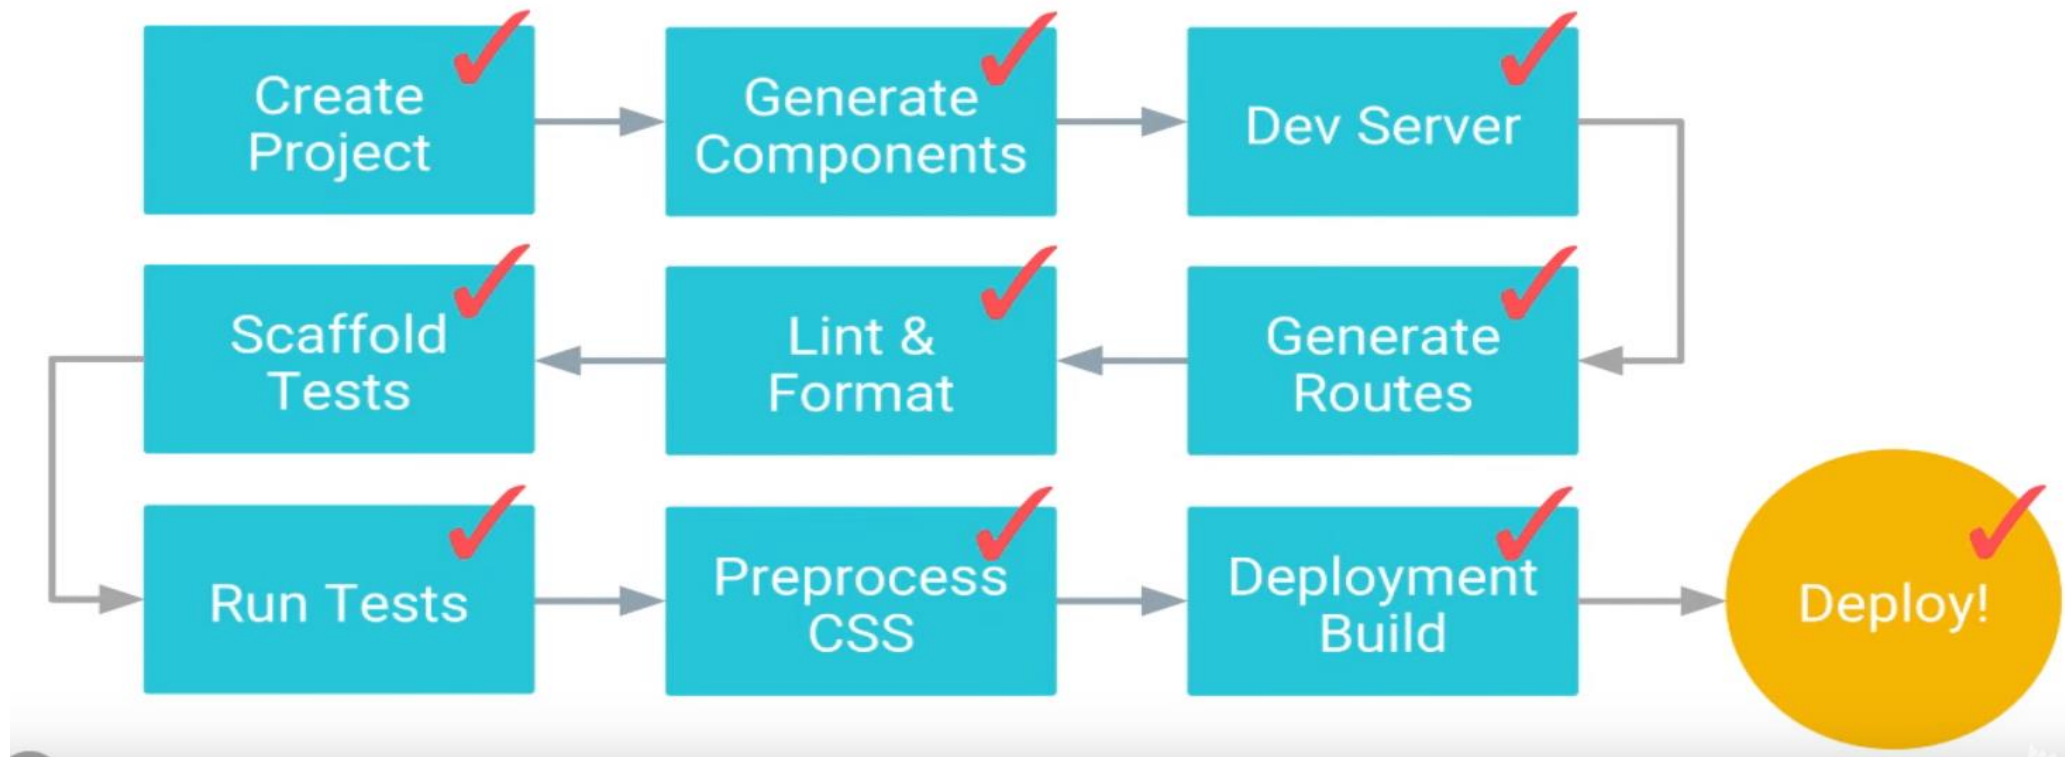 Create
Project
Generate
Components
Dev Server
Generate
Routes
Lint &
Format
Scaffold
Tests
Run Tests
Preprocess
CSS
Deployment
Build
Deploy!